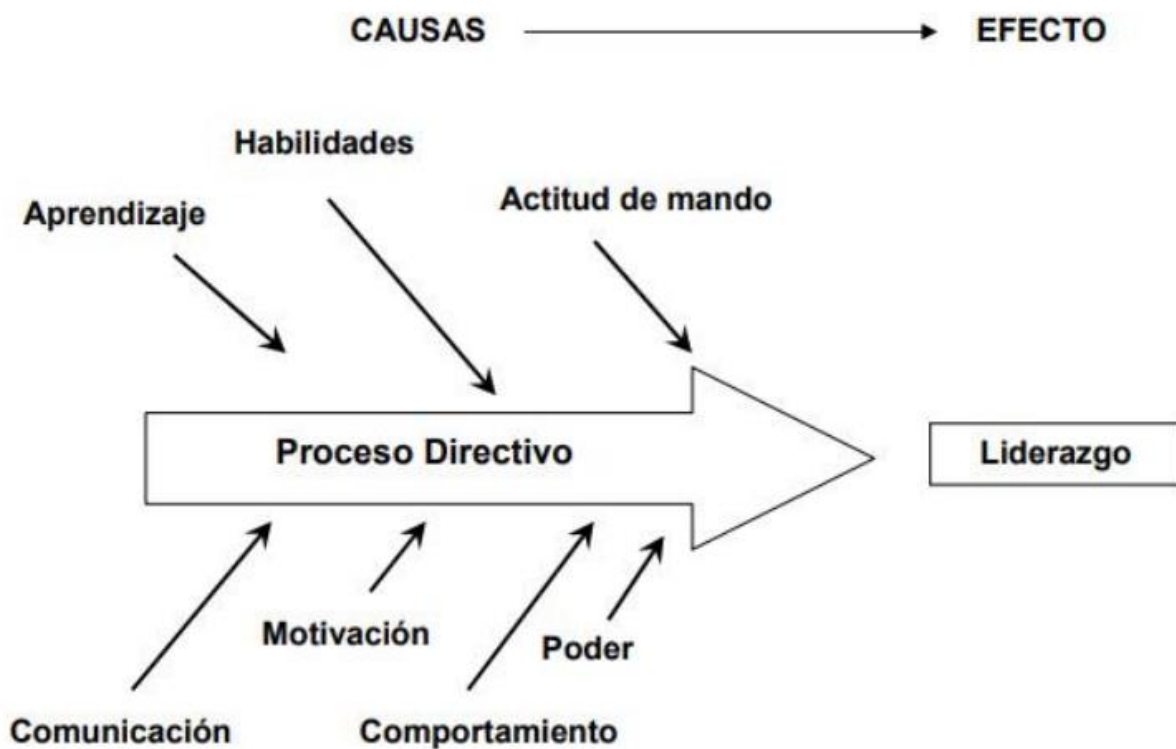 CAUSAS EFECTO
Habilidades
Aprendizaje
Actitud de mando
Proceso Directivo
Liderazgo
Motivación
Poder
Comunicación
Comportamiento